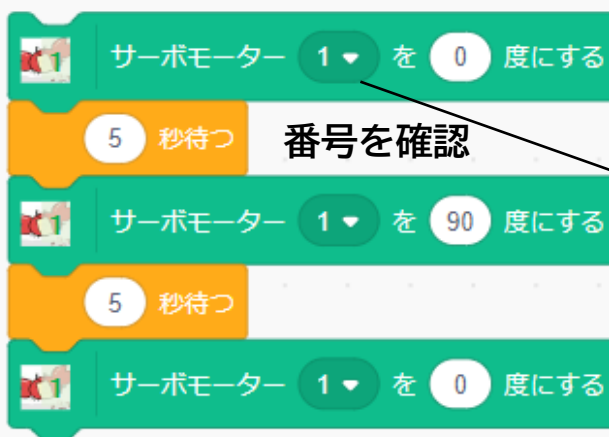 サーボモーター 1 を 0 度にする
5 秒待つ 番号を確認
サーボモーター 1 を 90 度にする
5 秒待つ
サーボモーター 1 を 0 度にする